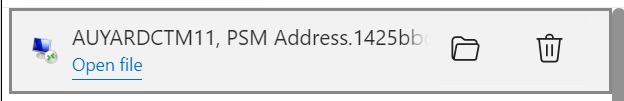 AUYARDCTM11, PSM Address.1425bb
Open file